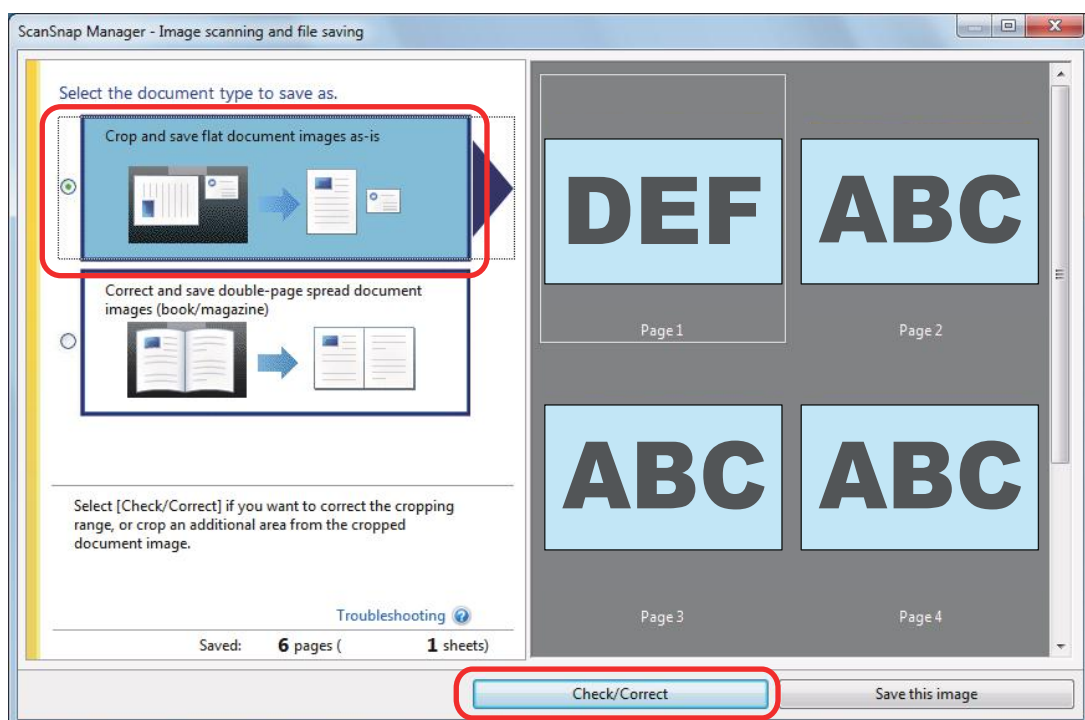 ScanSnap Manager - Image scanning and file saving
Select the document type to save as.
Crop and save flat document images as-is
Correct and save double-page spread document
images (book/magazine)
Select [Check/Correct] if you want to correct the cropping
range, or crop an additional area from the cropped
document image.
Troubleshooting
Saved: 6 pages ( 1 sheets)
DEF
ABC
Page 1
Page 2
ABC
ABC
Page 3
Page 4
Check/Correct
Save this image